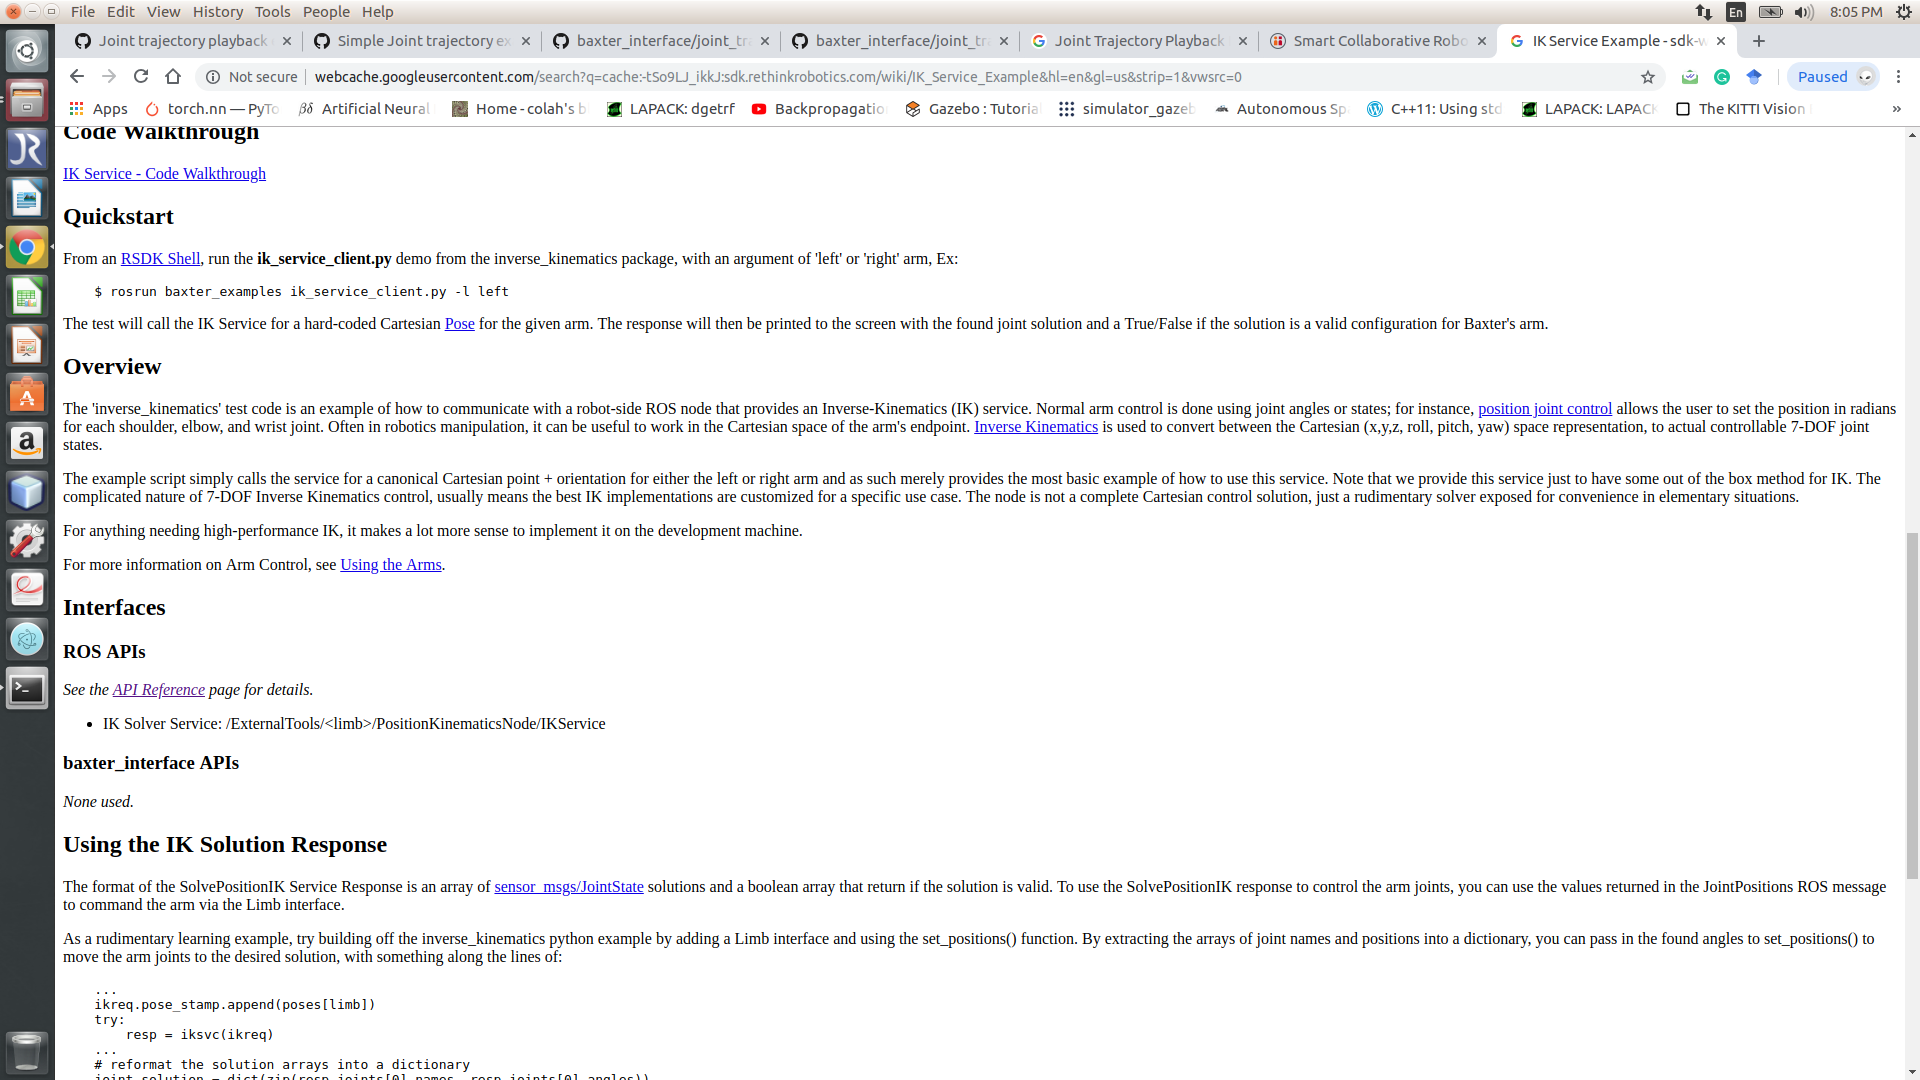 File Edit View History Tools People Help
En
8:05 PM
Joint trajectory playback
Simple Joint trajectory ex
baxter_interface/joint_tr
baxter_interface/joint_tr
Joint Trajectory Playback
Smart Collaborative Robo
IK Service Example - sdk-w
Not secure
webcache.googleusercontent.com/search?q=cache:-tSo9LJ_ikkJ:sdk.rethinkrobotics.com/wiki/IK_Service_Example&hl=en&gl=us&strip=1&vwsrc=0
Paused
Apps
torch.nn — PyTo
βδ Artificial Neural
Home - colah's b
LAPACK: dgetrf
Backpropagatio
Gazebo : Tutoria
simulator_gazeb
Autonomous Sp
C++11: Using std
LAPACK: LAPACK
The KITTI Vision
»
Code Walkthrough
IK Service - Code Walkthrough
Quickstart
From an RSDK Shell, run the ik_service_client.py demo from the inverse_kinematics package, with an argument of 'left' or 'right' arm, Ex:
$ rosrun baxter_examples ik_service_client.py -l left
The test will call the IK Service for a hard-coded Cartesian Pose for the given arm. The response will then be printed to the screen with the found joint solution and a True/False if the solution is a valid configuration for Baxter's arm.
Overview
The 'inverse_kinematics' test code is an example of how to communicate with a robot-side ROS node that provides an Inverse-Kinematics (IK) service. Normal arm control is done using joint angles or states; for instance, position joint control allows the user to set the position in radians
for each shoulder, elbow, and wrist joint. Often in robotics manipulation, it can be useful to work in the Cartesian space of the arm's endpoint. Inverse Kinematics is used to convert between the Cartesian (x,y,z, roll, pitch, yaw) space representation, to actual controllable 7-DOF joint
states.
The example script simply calls the service for a canonical Cartesian point + orientation for either the left or right arm and as such merely provides the most basic example of how to use this service. Note that we provide this service just to have some out of the box method for IK. The
complicated nature of 7-DOF Inverse Kinematics control, usually means the best IK implementations are customized for a specific use case. The node is not a complete Cartesian control solution, just a rudimentary solver exposed for convenience in elementary situations.
For anything needing high-performance IK, it makes a lot more sense to implement it on the development machine.
For more information on Arm Control, see Using the Arms.
Interfaces
ROS APIs
See the API Reference page for details.
• IK Solver Service: /ExternalTools/<limb>/PositionKinematicsNode/IKService
baxter_interface APIs
None used.
Using the IK Solution Response
The format of the SolvePositionIK Service Response is an array of sensor_msgs/JointState solutions and a boolean array that return if the solution is valid. To use the SolvePositionIK response to control the arm joints, you can use the values returned in the JointPositions ROS message
to command the arm via the Limb interface.
As a rudimentary learning example, try building off the inverse_kinematics python example by adding a Limb interface and using the set_positions() function. By extracting the arrays of joint names and positions into a dictionary, you can pass in the found angles to set_positions() to
move the arm joints to the desired solution, with something along the lines of:
...
ikreq.pose_stamp.append(poses[limb])
try:
resp = iksvc(ikreq)
...
# reformat the solution arrays into a dictionary
joint_solution = dict(zip(resp.joints[0].names, resp.joints[0].angles))